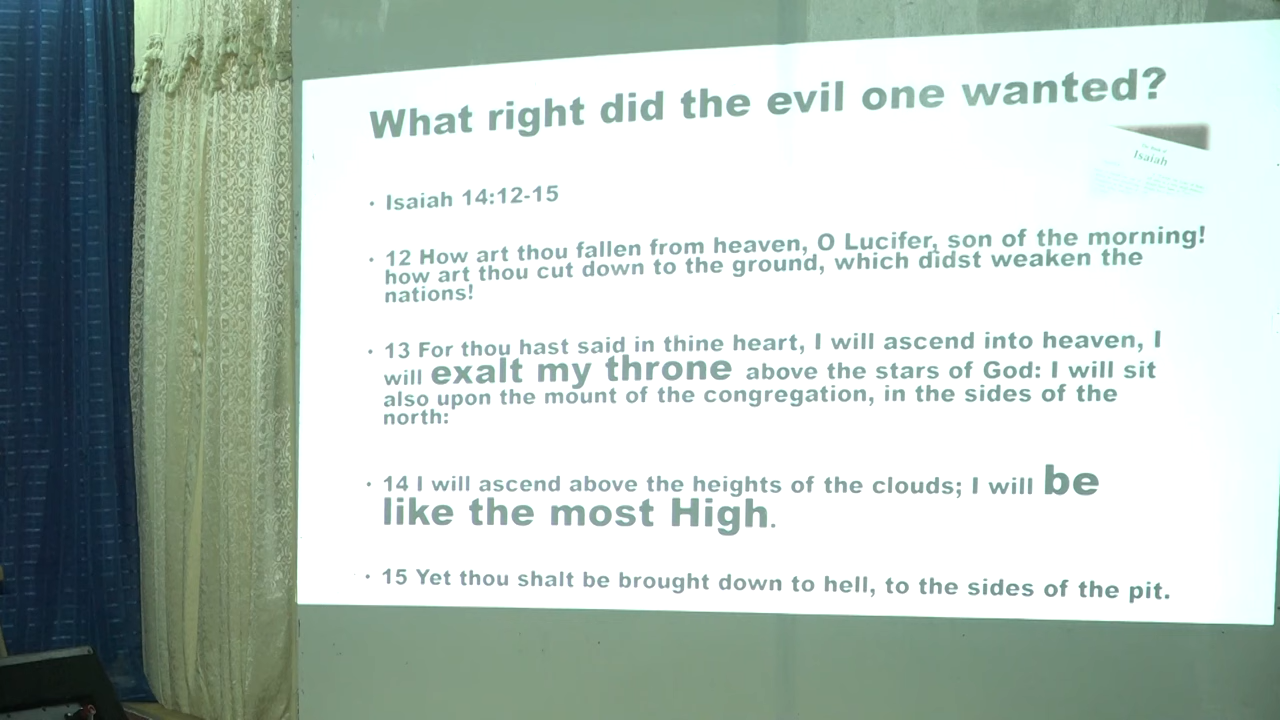 What right did the evil one wanted?
Isaiah
• Isaiah 14:12-15
• 12 How art thou fallen from heaven, O Lucifer, son of the morning!
how art thou cut down to the ground, which didst weaken the
nations!
• 13 For thou hast said in thine heart, I will ascend into heaven, I
will exalt my throne above the stars of God: I will sit
also upon the mount of the congregation, in the sides of the
north:
• 14 I will ascend above the heights of the clouds; I will be
like the most High.
• 15 Yet thou shalt be brought down to hell, to the sides of the pit.